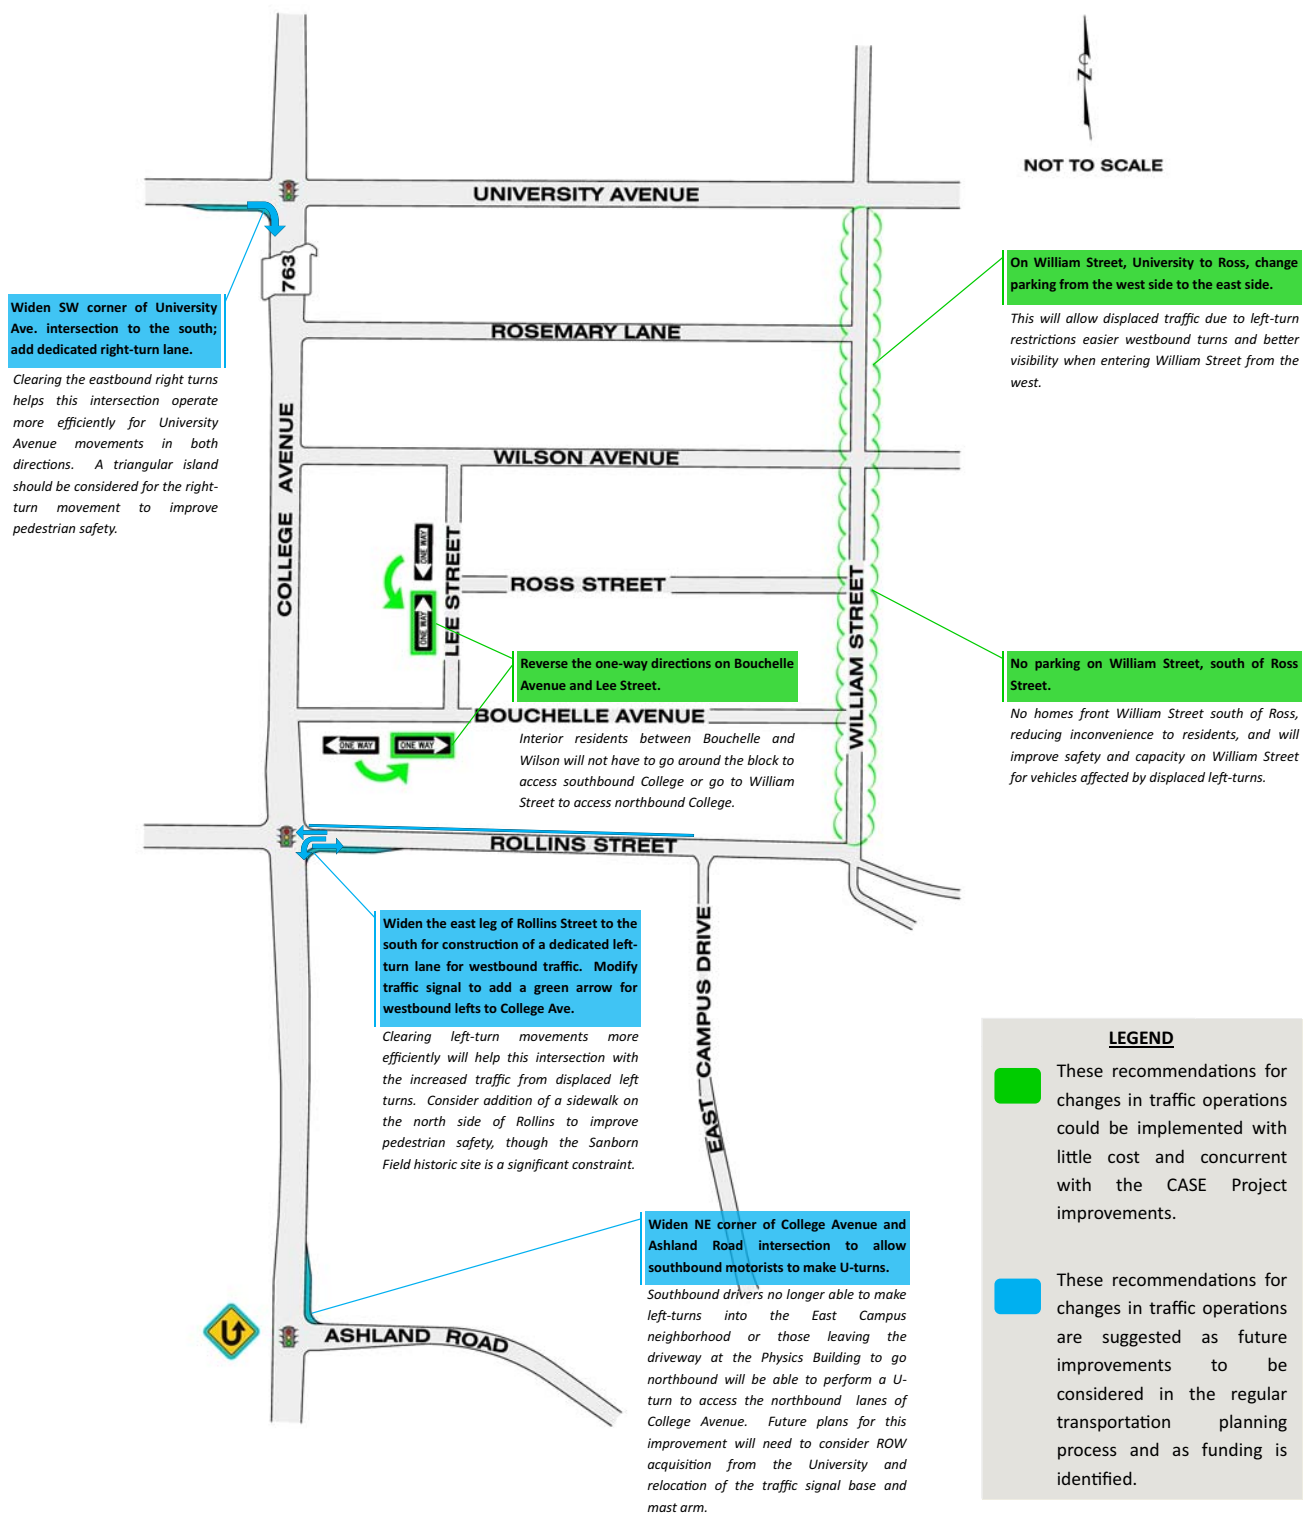 NOT TO SCALE
UNIVERSITY AVENUE
763
Widen SW corner of University
Ave. intersection to the south;
add dedicated right-turn lane.
Clearing the eastbound right turns
helps this intersection operate
more efficiently for University
Avenue movements in both
directions. A triangular island
should be considered for the right-
turn movement to improve
pedestrian safety.
On William Street, University to Ross, change
parking from the west side to the east side.
This will allow displaced traffic due to left-turn
restrictions easier westbound turns and better
visibility when entering William Street from the
west.
ROSEMARY LANE
COLLEGE AVENUE
WILSON AVENUE
ONE WAY
ONE WAY
LEE STREET
ROSS STREET
WILLIAM STREET
Reverse the one-way directions on Bouchelle
Avenue and Lee Street.
No parking on William Street, south of Ross
Street.
No homes front William Street south of Ross,
reducing inconvenience to residents, and will
improve safety and capacity on William Street
for vehicles affected by displaced left-turns.
BOUCHELLE AVENUE
ONE WAY
ONE WAY
Interior residents between Bouchelle and
Wilson will not have to go around the block to
access southbound College or go to William
Street to access northbound College.
ROLLINS STREET
Widen the east leg of Rollins Street to the
south for construction of a dedicated left-
turn lane for westbound traffic. Modify
traffic signal to add a green arrow for
westbound lefts to College Ave.
Clearing left-turn movements more
efficiently will help this intersection with
the increased traffic from displaced left
turns. Consider addition of a sidewalk on
the north side of Rollins to improve
pedestrian safety, though the Sanborn
Field historic site is a significant constraint.
EAST CAMPUS DRIVE
Widen NE corner of College Avenue and
Ashland Road intersection to allow
southbound motorists to make U-turns.
Southbound drivers no longer able to make
left-turns into the East Campus
neighborhood or those leaving the
driveway at the Physics Building to go
northbound will be able to perform a U-
turn to access the northbound lanes of
College Avenue. Future plans for this
improvement will need to consider ROW
acquisition from the University and
relocation of the traffic signal base and
mast arm.
ASHLAND ROAD
LEGEND
These recommendations for
changes in traffic operations
could be implemented with
little cost and concurrent
with the CASE Project
improvements.
These recommendations for
changes in traffic operations
are suggested as future
improvements to be
considered in the regular
transportation planning
process and as funding is
identified.
N